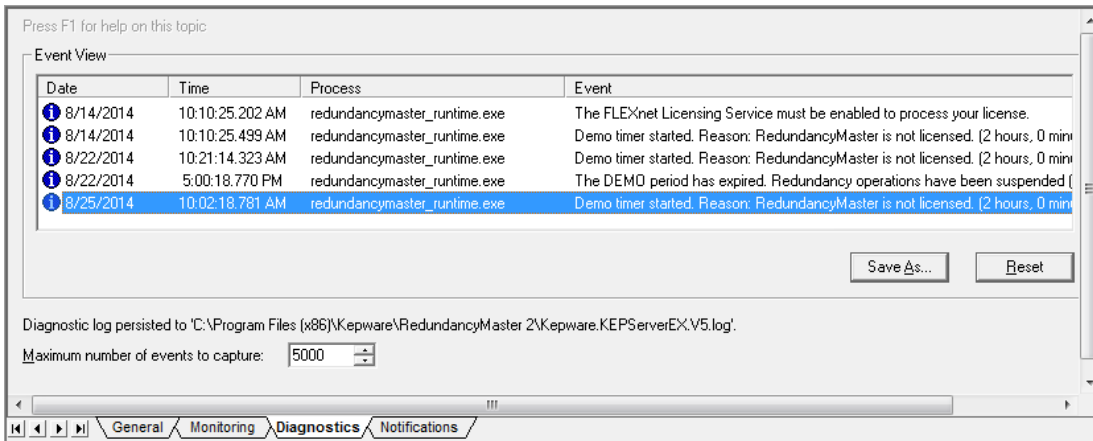 Press F1 for help on this topic
Event View
Date Time Process Event
8/14/2014 10:10:25.202 AM redundancymaster_runtime.exe The FLEXnet Licensing Service must be enabled to process your license.
8/14/2014 10:10:25.499 AM redundancymaster_runtime.exe Demo timer started. Reason: RedundancyMaster is not licensed. (2 hours, 0 minu
8/22/2014 10:21:14.323 AM redundancymaster_runtime.exe Demo timer started. Reason: RedundancyMaster is not licensed. (2 hours, 0 minu
8/22/2014 5:00:18.770 PM redundancymaster_runtime.exe The DEMO period has expired. Redundancy operations have been suspended (
8/25/2014 10:02:18.781 AM redundancymaster_runtime.exe Demo timer started. Reason: RedundancyMaster is not licensed. (2 hours, 0 minu
Save As... Reset
Diagnostic log persisted to 'C:\Program Files (x86)\Kepware\RedundancyMaster 2\Kepware.KEPServerEX.V5.log'.
Maximum number of events to capture: 5000
General Monitoring Diagnostics Notifications